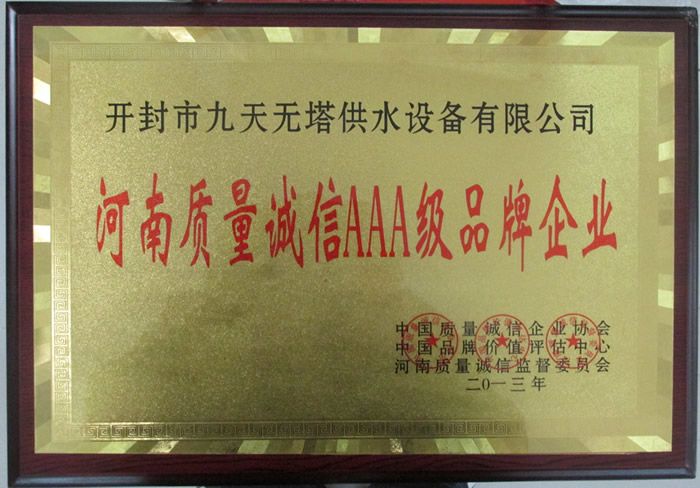 开封市九天无塔供水设备有限公司
河南质量诚信AAA级品牌企业
中国质量诚信企业协会
中国品牌价值评估中心
河南质量诚信监督委员会
二0一三年